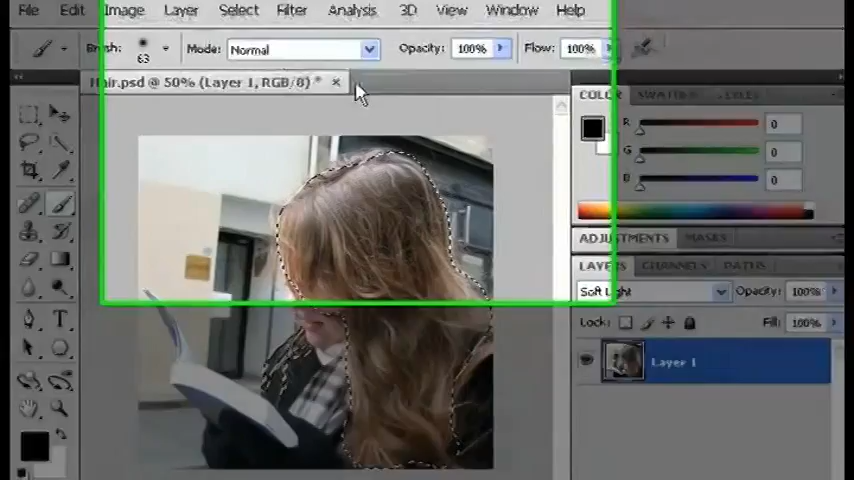 File Edit Image Layer Select Filter Analysis 3D View Window Help
Brush: 63 Mode: Normal Opacity: 100% Flow: 100%
Hair.psd @ 50% (Layer 1, RGB/8) *
COLOR SWATCHES STYLES
R 0
G 0
B 0
ADJUSTMENTS MASKS
LAYERS CHANNELS PATHS
Soft Light Opacity: 100%
Lock: Fill: 100%
Layer 1